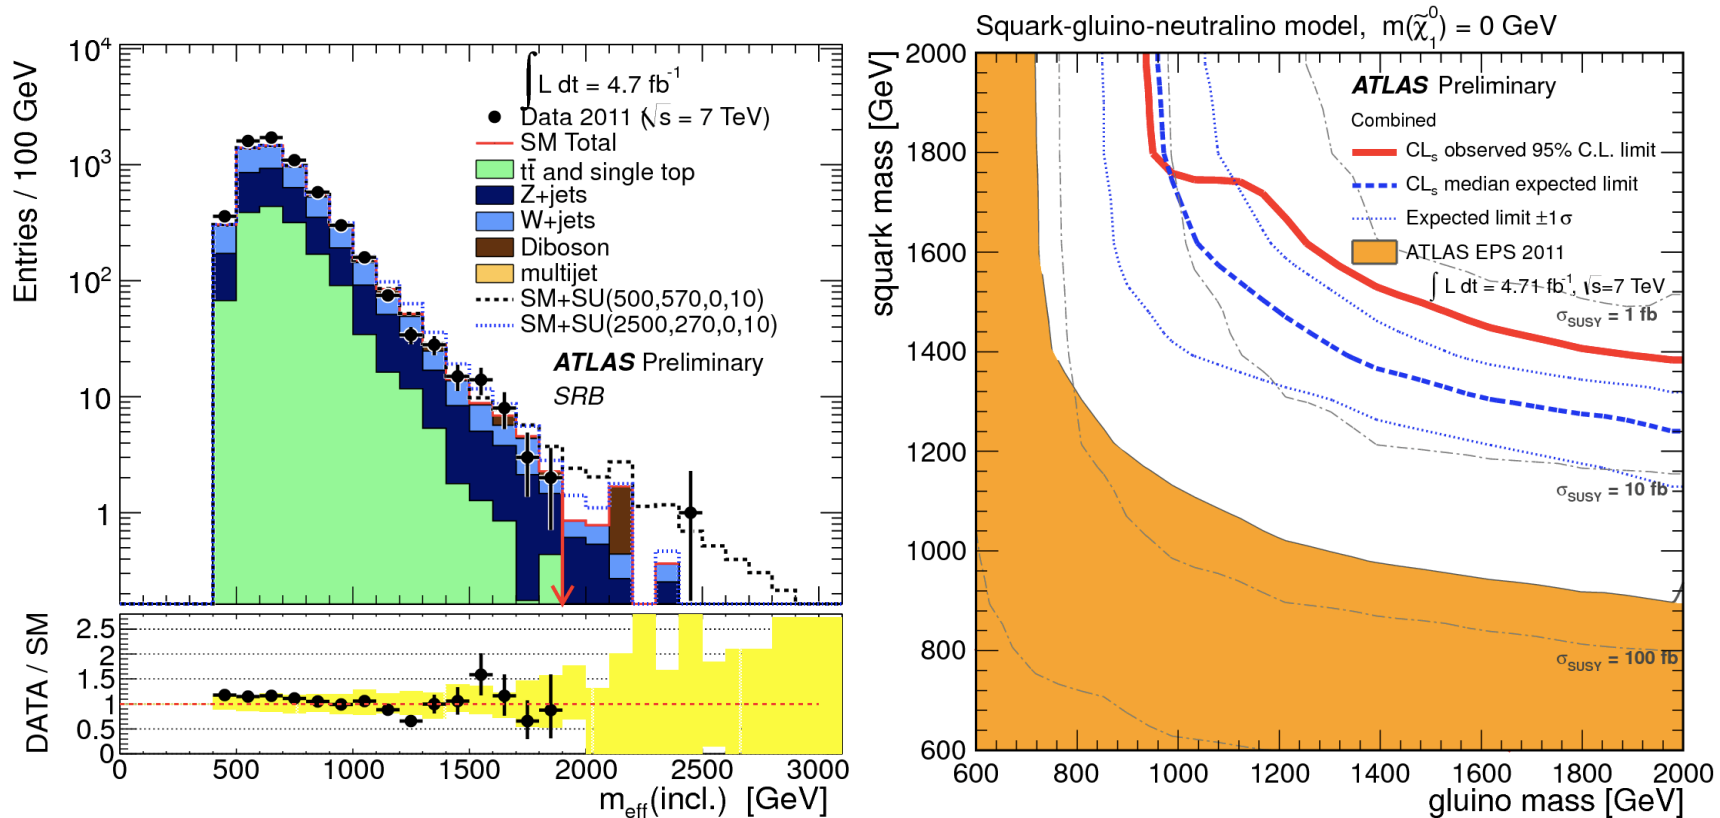 10⁴
10³
10²
10
1
Entries / 100 GeV
∫ L dt = 4.7 fb⁻¹
Data 2011 (√s = 7 TeV)
SM Total
tt̄ and single top
Z+jets
W+jets
Diboson
multijet
SM+SU(500,570,0,10)
SM+SU(2500,270,0,10)
ATLAS Preliminary
SRB
DATA / SM
2.5
2
1.5
1
0.5
0
0 500 1000 1500 2000 2500 3000
m_eff(incl.) [GeV]
Squark-gluino-neutralino model, m(χ̃₁⁰) = 0 GeV
squark mass [GeV]
2000
1800
1600
1400
1200
1000
800
600
ATLAS Preliminary
Combined
CLₛ observed 95% C.L. limit
CLₛ median expected limit
Expected limit ±1σ
ATLAS EPS 2011
∫ L dt = 4.71 fb⁻¹, √s=7 TeV
σ_SUSY = 1 fb
σ_SUSY = 10 fb
σ_SUSY = 100 fb
600 800 1000 1200 1400 1600 1800 2000
gluino mass [GeV]